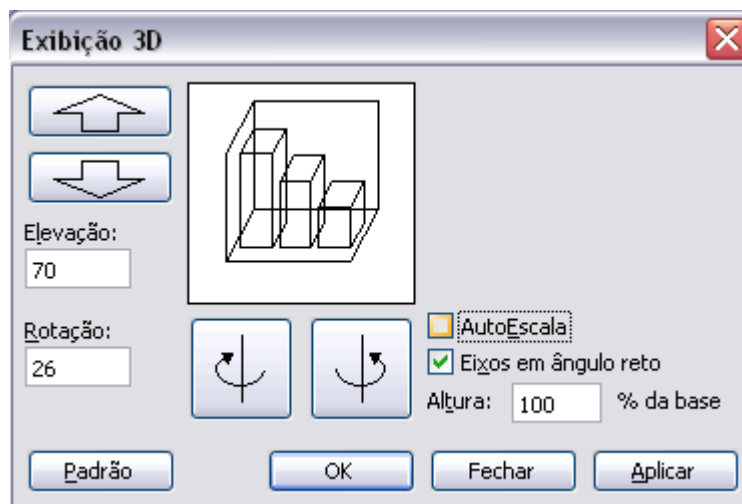 Exibição 3D
Elevação:
70
Rotação:
26
AutoEscala
Eixos em ângulo reto
Altura: 100 % da base
Padrão OK Fechar Aplicar